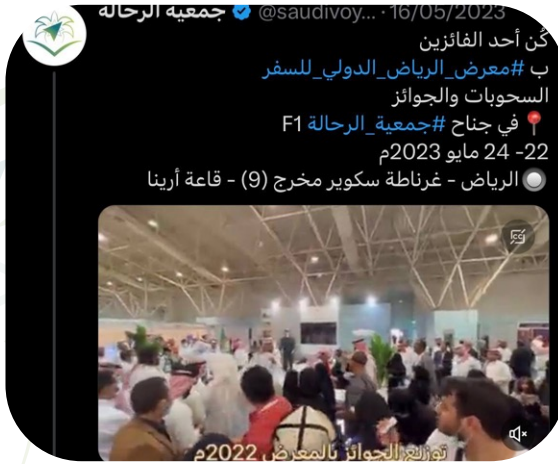 جمعية الرحالة @saudivoy... · 16/05/2023
كُن أحد الفائزين
ب #معرض_الرياض_الدولي_للسفر
السحوبات والجوائز
📍 في جناح #جمعية_الرحالة F1
22- 24 مايو 2023م
🔘 الرياض - غرناطة سكوير مخرج (9) - قاعة أرينا
توزيع الجوائز بالمعرض 2022م